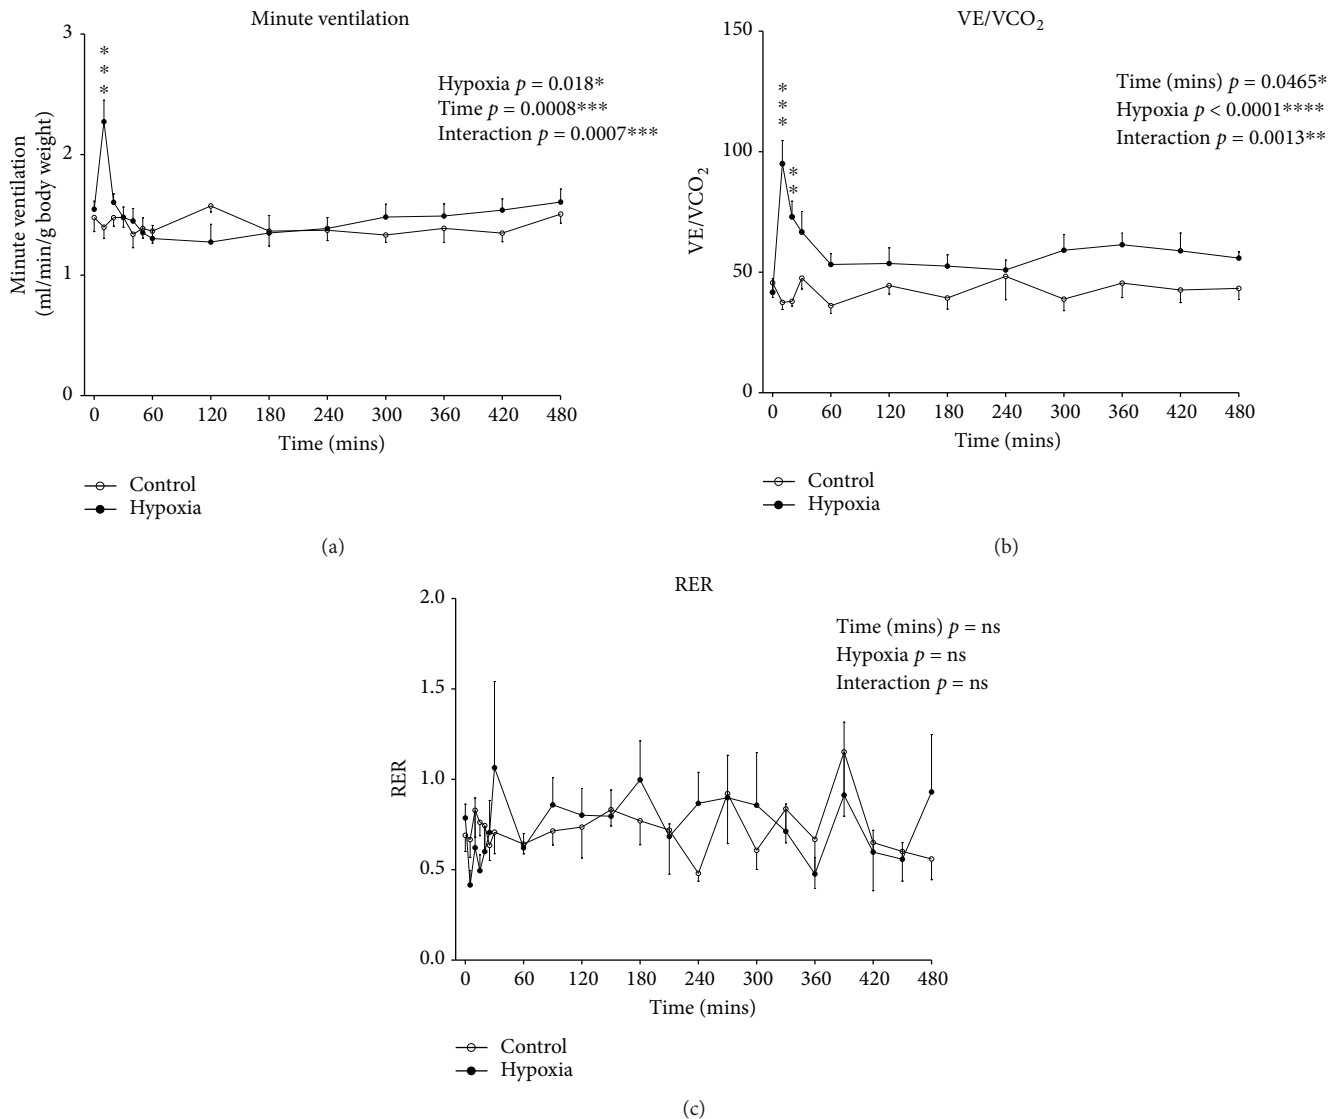 Minute ventilation
3
2
1
0
Minute ventilation
(ml/min/g body weight)
***
Hypoxia p = 0.018*
Time p = 0.0008***
Interaction p = 0.0007***
0 60 120 180 240 300 360 420 480
Time (mins)
Control
Hypoxia
(a)
VE/VCO₂
150
100
50
0
VE/VCO₂
***
**
Time (mins) p = 0.0465*
Hypoxia p < 0.0001****
Interaction p = 0.0013**
0 60 120 180 240 300 360 420 480
Time (mins)
Control
Hypoxia
(b)
RER
2.0
1.5
1.0
0.5
0.0
RER
Time (mins) p = ns
Hypoxia p = ns
Interaction p = ns
0 60 120 180 240 300 360 420 480
Time (mins)
Control
Hypoxia
(c)